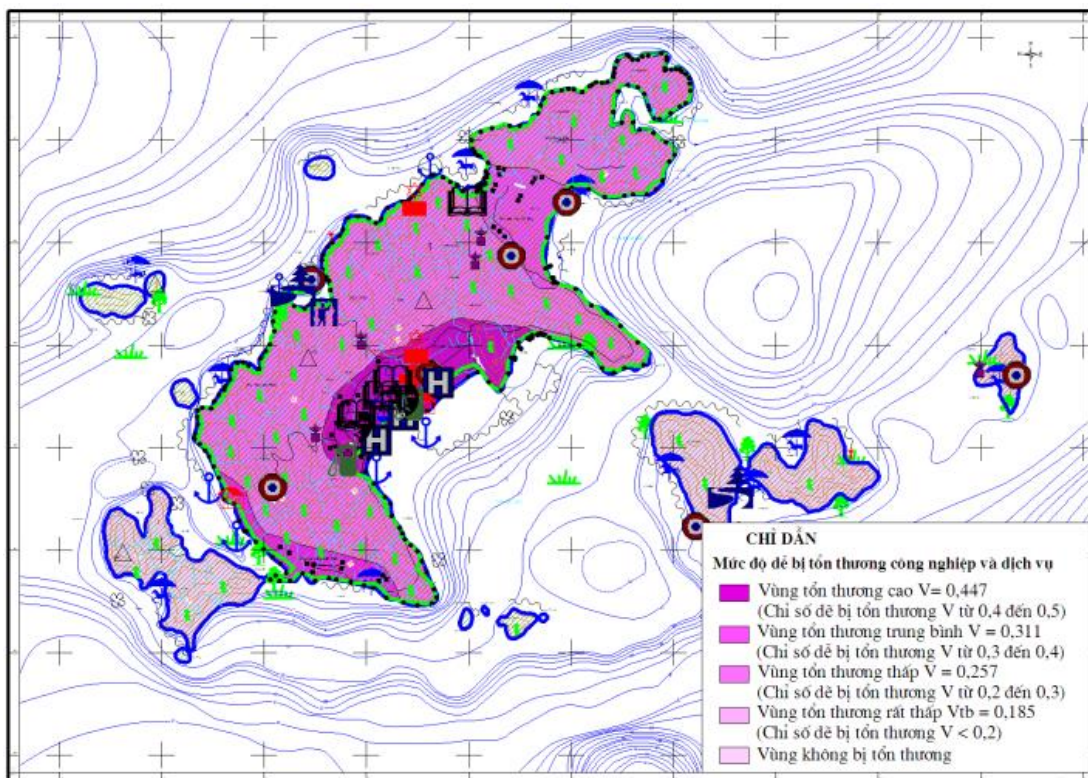 CHỈ DẪN
Mức độ dễ bị tổn thương công nghiệp và dịch vụ
Vùng tổn thương cao V= 0,447
(Chỉ số dễ bị tổn thương V từ 0,4 đến 0,5)
Vùng tổn thương trung bình V = 0,311
(Chỉ số dễ bị tổn thương V từ 0,3 đến 0,4)
Vùng tổn thương thấp V = 0,257
(Chỉ số dễ bị tổn thương V từ 0,2 đến 0,3)
Vùng tổn thương rất thấp Vtb = 0,185
(Chỉ số dễ bị tổn thương V < 0,2)
Vùng không bị tổn thương
H
H